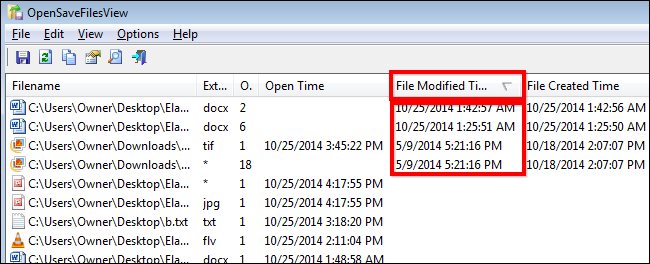 OpenSaveFilesView
File Edit View Options Help
Filename Ext... O. Open Time File Modified Ti... File Created Time
C:\Users\Owner\Desktop\Ela... docx 2 10/25/2014 1:42:57 AM 10/25/2014 1:42:56 AM
C:\Users\Owner\Desktop\Ela... docx 6 10/25/2014 1:25:51 AM 10/25/2014 1:25:50 AM
C:\Users\Owner\Downloads\... tif 1 10/25/2014 3:45:22 PM 5/9/2014 5:21:16 PM 10/18/2014 2:07:07 PM
C:\Users\Owner\Downloads\... * 18 5/9/2014 5:21:16 PM 10/18/2014 2:07:07 PM
C:\Users\Owner\Desktop\Ela... * 1 10/25/2014 4:17:55 PM
C:\Users\Owner\Desktop\Ela... jpg 1 10/25/2014 4:17:55 PM
C:\Users\Owner\Desktop\b.txt txt 1 10/25/2014 3:18:20 PM
C:\Users\Owner\Desktop\Ela... flv 1 10/25/2014 2:11:04 PM
C:\Users\Owner\Desktop\Ela... docx 1 10/25/2014 1:48:58 AM